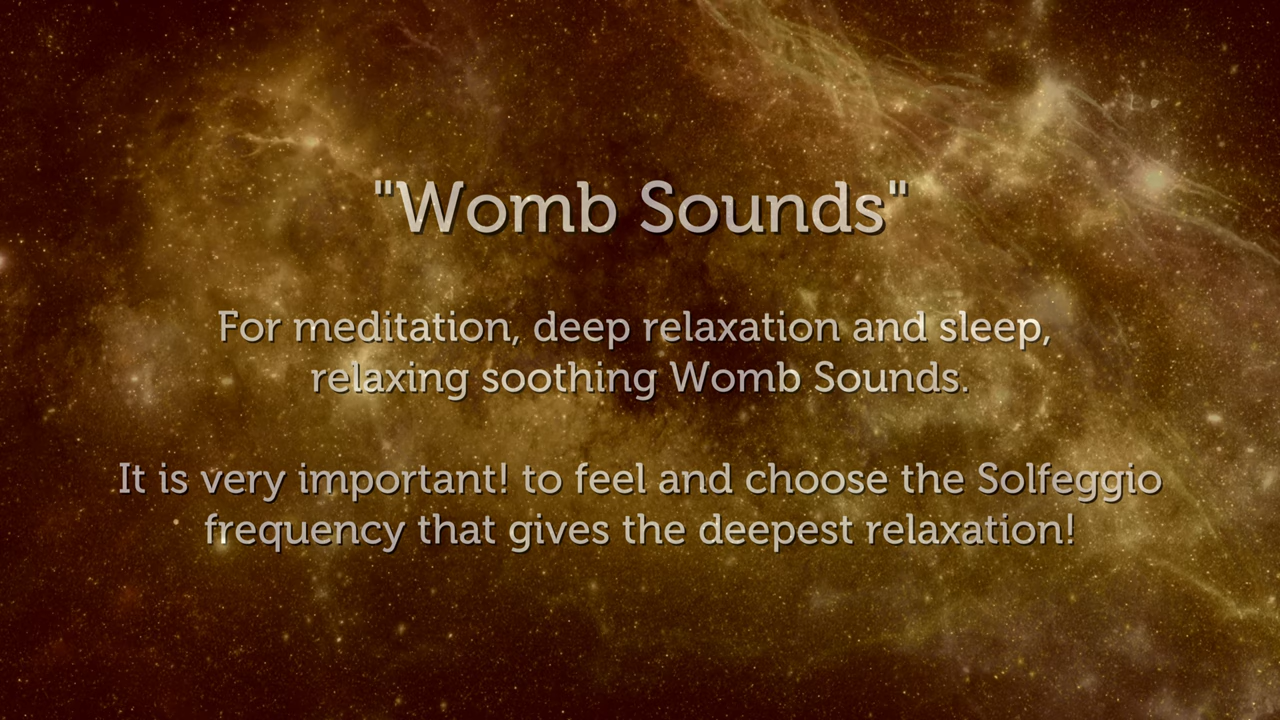 "Womb Sounds"
For meditation, deep relaxation and sleep,
relaxing soothing Womb Sounds.
It is very important! to feel and choose the Solfeggio
frequency that gives the deepest relaxation!